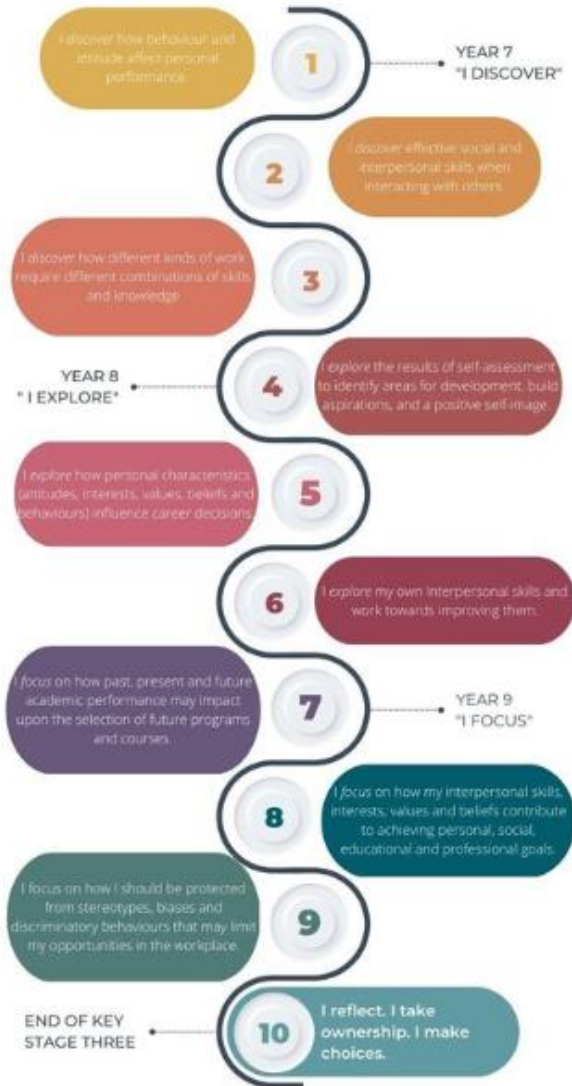 I discover how behaviour and
attitude affect personal
performance.
1
YEAR 7
"I DISCOVER"
2
I discover effective social and
interpersonal skills when
interacting with others.
I discover how different kinds of work
require different combinations of skills
and knowledge
3
YEAR 8
" I EXPLORE"
4
I explore the results of self-assessment
to identify areas for development, build
aspirations, and a positive self-image.
I explore how personal characteristics
(attitudes, interests, values, beliefs and
behaviours) influence career decisions.
5
6
I explore my own interpersonal skills and
work towards improving them.
I focus on how past, present and future
academic performance may impact
upon the selection of future programs
and courses.
7
YEAR 9
"I FOCUS"
8
I focus on how my interpersonal skills,
interests, values and beliefs contribute
to achieving personal, social,
educational and professional goals.
I focus on how I should be protected
from stereotypes, biases and
discriminatory behaviours that may limit
my opportunities in the workplace.
9
END OF KEY
STAGE THREE
10
I reflect. I take
ownership. I make
choices.